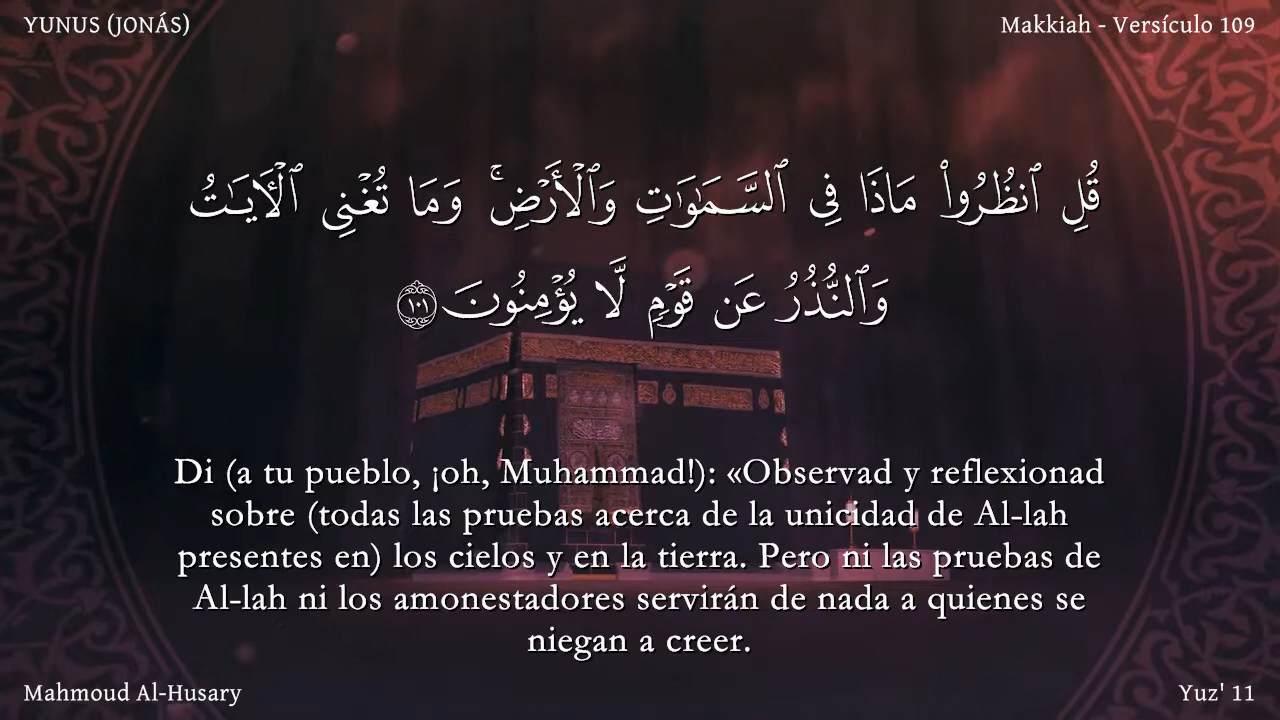 YUNUS (JONÁS)
Makkiah - Versículo 109
قُلِ ٱنظُرُوا۟ مَاذَا فِى ٱلسَّمَـٰوَٰتِ وَٱلْأَرْضِ ۚ وَمَا تُغْنِى ٱلْـَٔايَـٰتُ
وَٱلنُّذُرُ عَن قَوْمٍ لَّا يُؤْمِنُونَ ١٠١
Di (a tu pueblo, ¡oh, Muhammad!): «Observad y reflexionad
sobre (todas las pruebas acerca de la unicidad de Al-lah
presentes en) los cielos y en la tierra. Pero ni las pruebas de
Al-lah ni los amonestadores servirán de nada a quienes se
niegan a creer.
Mahmoud Al-Husary
Yuz' 11